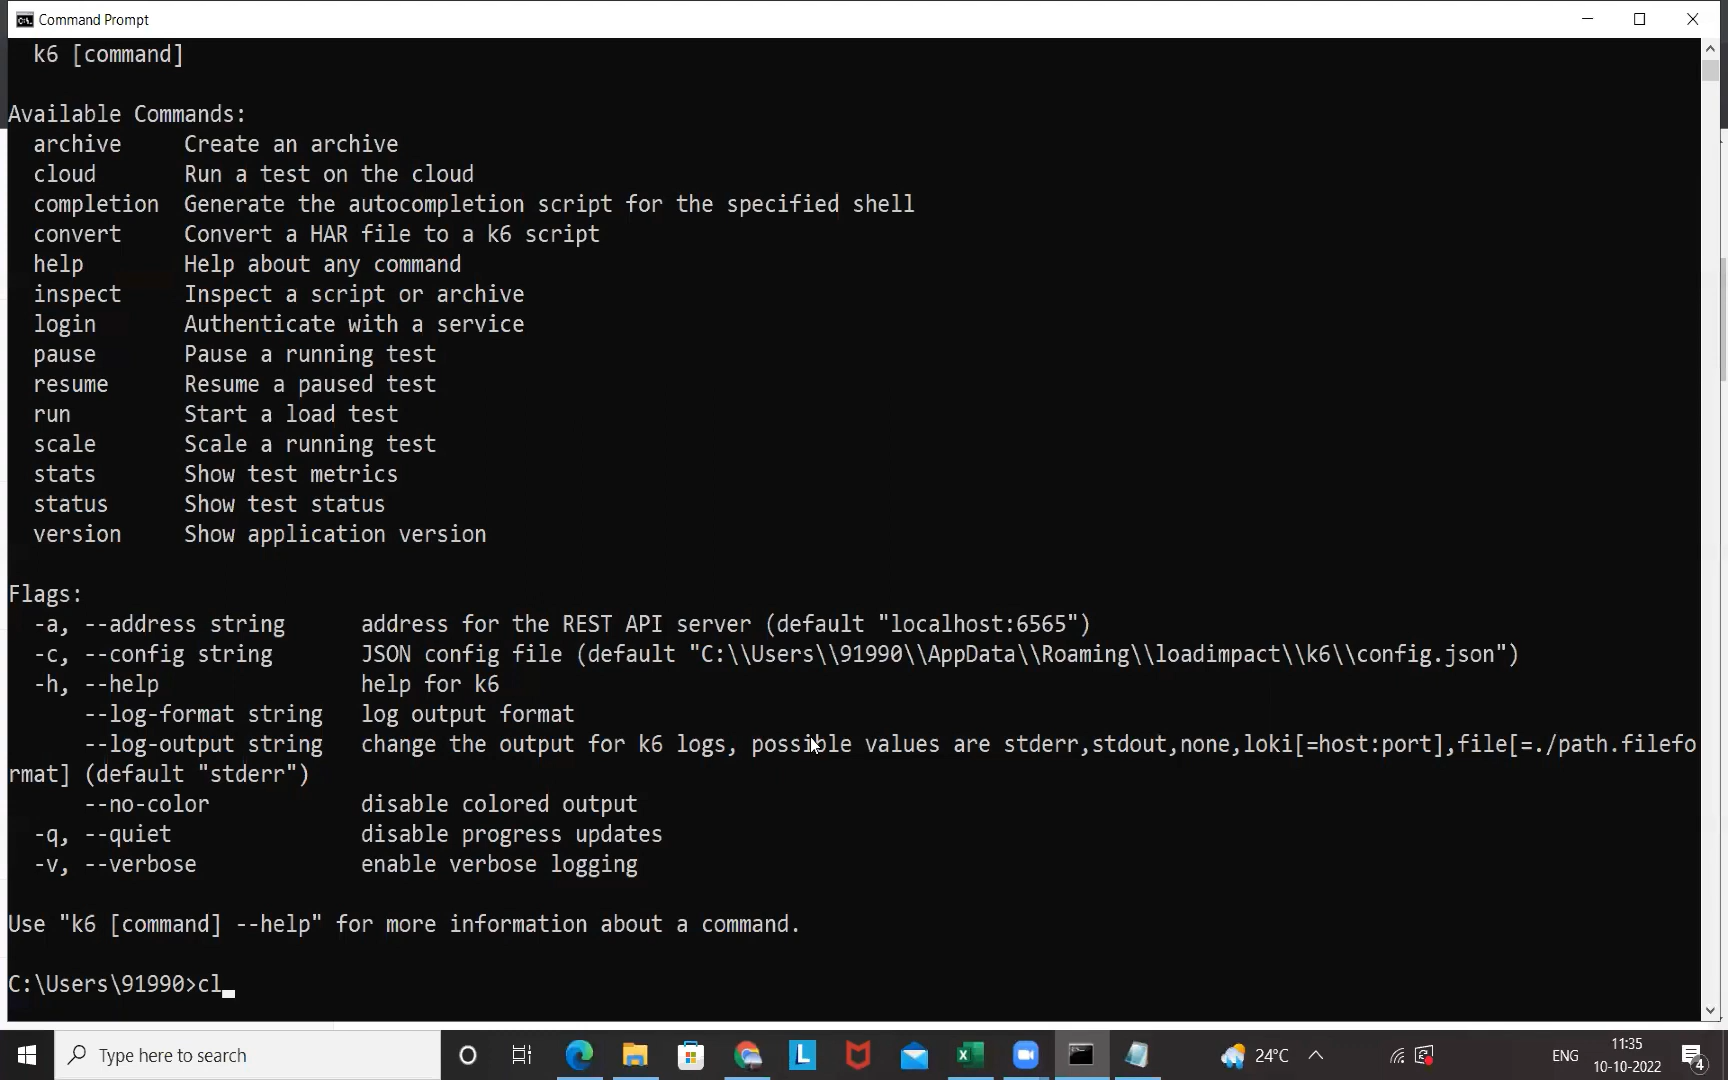 Command Prompt
k6 [command]
Available Commands:
archive Create an archive
cloud Run a test on the cloud
completion Generate the autocompletion script for the specified shell
convert Convert a HAR file to a k6 script
help Help about any command
inspect Inspect a script or archive
login Authenticate with a service
pause Pause a running test
resume Resume a paused test
run Start a load test
scale Scale a running test
stats Show test metrics
status Show test status
version Show application version
Flags:
-a, --address string address for the REST API server (default "localhost:6565")
-c, --config string JSON config file (default "C:\\Users\\91990\\AppData\\Roaming\\loadimpact\\k6\\config.json")
-h, --help help for k6
--log-format string log output format
--log-output string change the output for k6 logs, possible values are stderr,stdout,none,loki[=host:port],file[=./path.filefo
rmat] (default "stderr")
--no-color disable colored output
-q, --quiet disable progress updates
-v, --verbose enable verbose logging
Use "k6 [command] --help" for more information about a command.
C:\Users\91990>cl_
Type here to search
L
24°C
ENG
11:35
10-10-2022
4